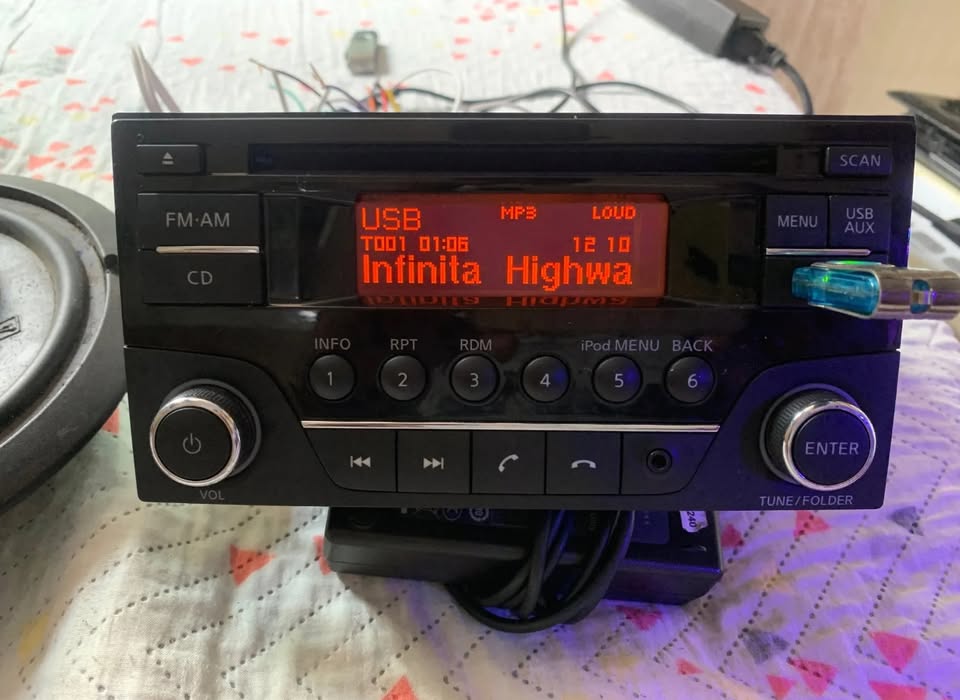 SCAN
FM·AM
CD
USB MP3 LOUD
T001 01:06 12 10
Infinita Highwa
MENU
USB AUX
INFO RPT RDM iPod MENU BACK
1 2 3 4 5 6
VOL
ENTER
TUNE/FOLDER
240